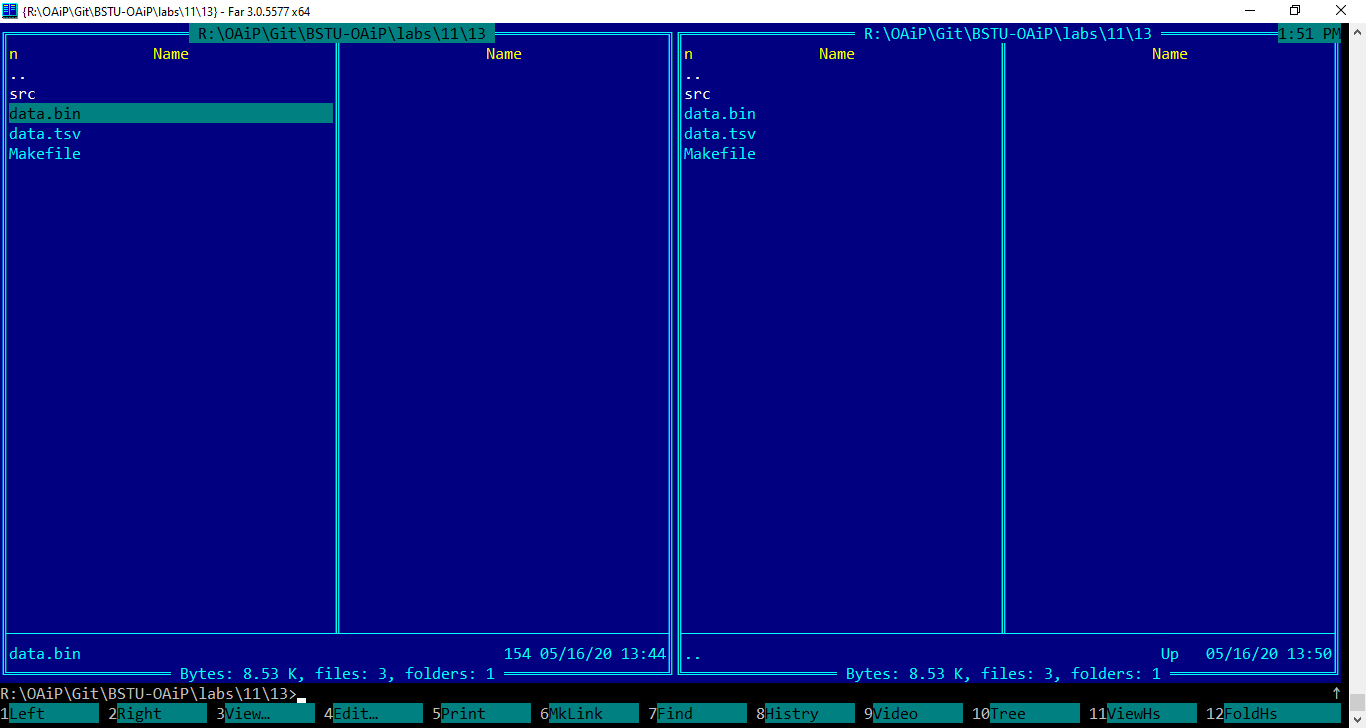 {R:\OAiP\Git\BSTU-OAiP\labs\11\13} - Far 3.0.5577 x64
R:\OAiP\Git\BSTU-OAiP\labs\11\13
n Name Name
..
src
data.bin
data.tsv
Makefile
data.bin 154 05/16/20 13:44
Bytes: 8.53 K, files: 3, folders: 1
R:\OAiP\Git\BSTU-OAiP\labs\11\13 1:51 PM
n Name Name
..
src
data.bin
data.tsv
Makefile
.. Up 05/16/20 13:50
Bytes: 8.53 K, files: 3, folders: 1
R:\OAiP\Git\BSTU-OAiP\labs\11\13>
1Left 2Right 3View… 4Edit… 5Print 6MkLink 7Find 8Histry 9Video 10Tree 11ViewHs 12FoldHs